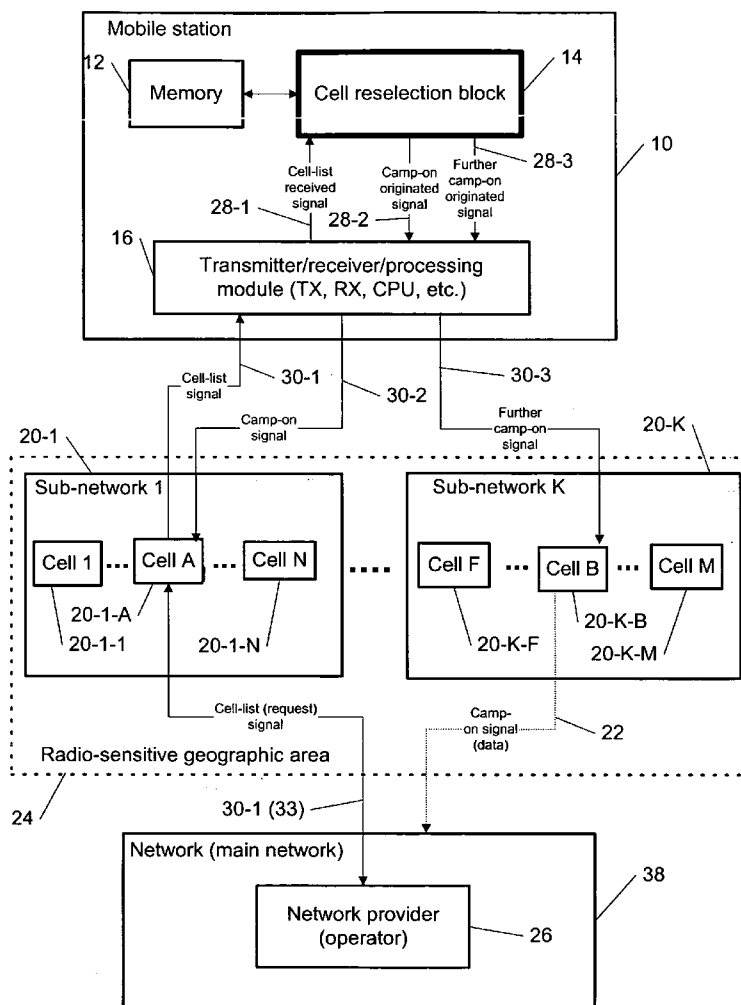 Mobile station
12
Memory
Cell reselection block
14
10
Cell-list
received
signal
Camp-on
originated
signal
Further
camp-on
originated
signal
28-3
28-1
28-2
16
Transmitter/receiver/processing
module (TX, RX, CPU, etc.)
Cell-list
signal
30-1
30-2
30-3
Camp-on
signal
Further
camp-on
signal
20-1
20-K
Sub-network 1
Sub-network K
Cell 1
Cell A
Cell N
Cell F
Cell B
Cell M
20-1-A
20-1-1
20-1-N
20-K-F
20-K-B
20-K-M
Cell-list (request)
signal
Camp-
on signal
(data)
22
Radio-sensitive geographic area
24
30-1 (33)
Network (main network)
38
Network provider
(operator)
26